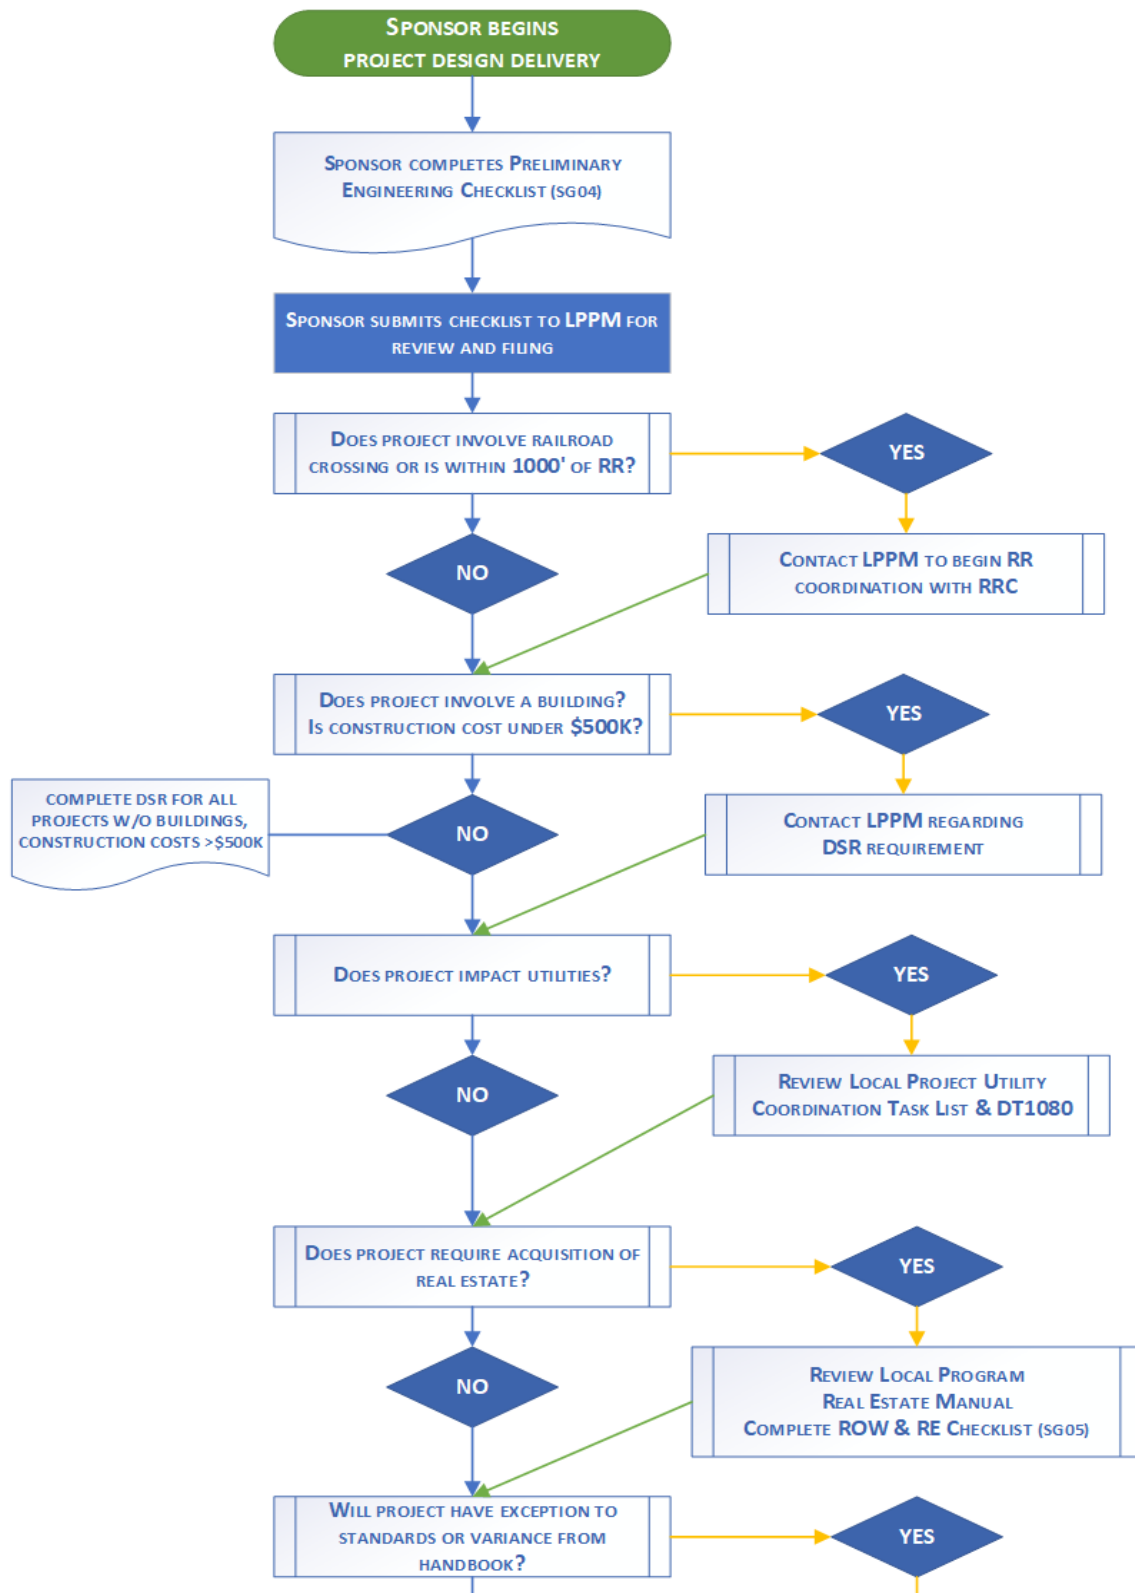 SPONSOR BEGINS
PROJECT DESIGN DELIVERY
SPONSOR COMPLETES PRELIMINARY
ENGINEERING CHECKLIST (SG04)
SPONSOR SUBMITS CHECKLIST TO LPPM FOR
REVIEW AND FILING
DOES PROJECT INVOLVE RAILROAD
CROSSING OR IS WITHIN 1000' OF RR?
YES
NO
CONTACT LPPM TO BEGIN RR
COORDINATION WITH RRC
DOES PROJECT INVOLVE A BUILDING?
IS CONSTRUCTION COST UNDER $500K?
YES
COMPLETE DSR FOR ALL
PROJECTS W/O BUILDINGS,
CONSTRUCTION COSTS >$500K
NO
CONTACT LPPM REGARDING
DSR REQUIREMENT
DOES PROJECT IMPACT UTILITIES?
YES
NO
REVIEW LOCAL PROJECT UTILITY
COORDINATION TASK LIST & DT1080
DOES PROJECT REQUIRE ACQUISITION OF
REAL ESTATE?
YES
NO
REVIEW LOCAL PROGRAM
REAL ESTATE MANUAL
COMPLETE ROW & RE CHECKLIST (SG05)
WILL PROJECT HAVE EXCEPTION TO
STANDARDS OR VARIANCE FROM
HANDBOOK?
YES